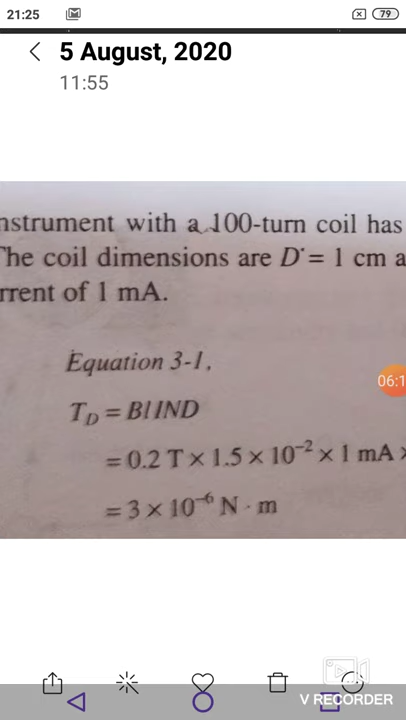 21:25
79
5 August, 2020
11:55
nstrument with a 100-turn coil has
The coil dimensions are D = 1 cm a
rrent of 1 mA.
Equation 3-1,
06:1
T_D = BlIND
= 0.2 T × 1.5 × 10⁻² × 1 mA ×
= 3 × 10⁻⁶ N · m
V RECORDER